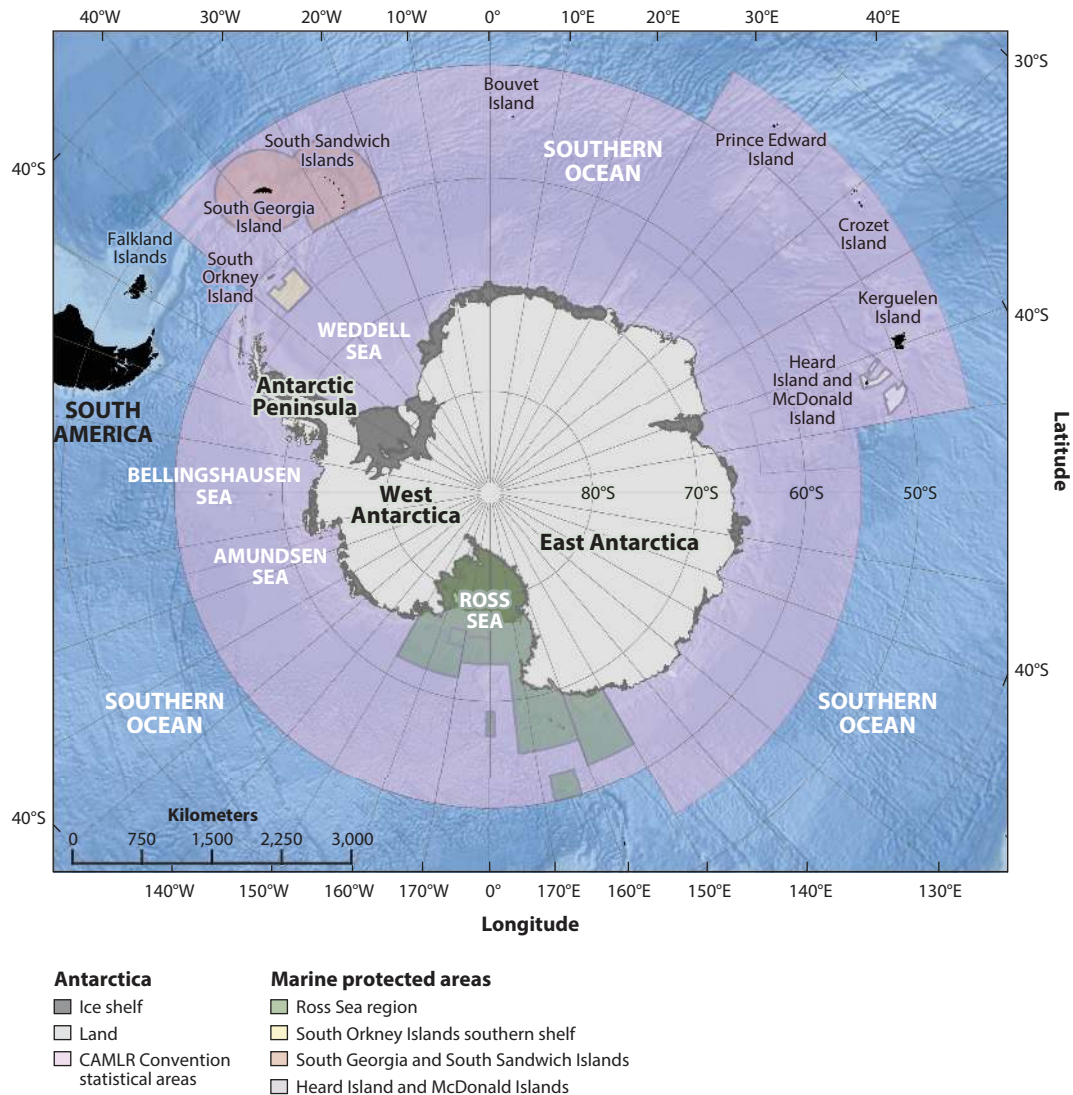 40°W
30°W
20°W
10°W
0°
10°E
20°E
30°E
40°E
30°S
Bouvet
Island
Prince Edward
Island
South Sandwich
Islands
SOUTHERN
OCEAN
40°S
South Georgia
Island
Crozet
Island
Falkland
Islands
South
Orkney
Island
Kerguelen
Island
40°S
WEDDELL
SEA
Heard
Island and
McDonald
Island
Antarctic
Peninsula
SOUTH
AMERICA
Latitude
BELLINGSHAUSEN
SEA
West
Antarctica
80°S
70°S
60°S
50°S
East Antarctica
AMUNDSEN
SEA
ROSS
SEA
40°S
SOUTHERN
OCEAN
SOUTHERN
OCEAN
40°S
Kilometers
0
750
1,500
2,250
3,000
140°W
150°W
160°W
170°W
0°
170°E
160°E
150°E
140°E
130°E
Longitude
Antarctica
Ice shelf
Land
CAMLR Convention
statistical areas
Marine protected areas
Ross Sea region
South Orkney Islands southern shelf
South Georgia and South Sandwich Islands
Heard Island and McDonald Islands